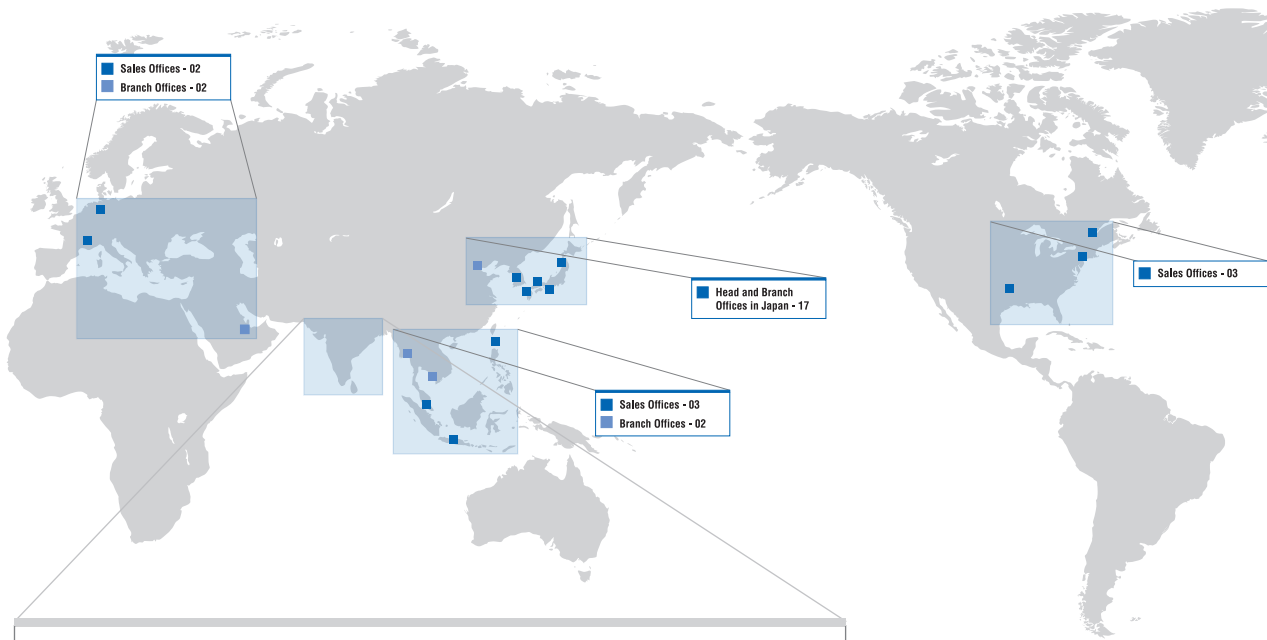 Sales Offices - 02
Branch Offices - 02
Head and Branch
Offices in Japan - 17
Sales Offices - 03
Sales Offices - 03
Branch Offices - 02